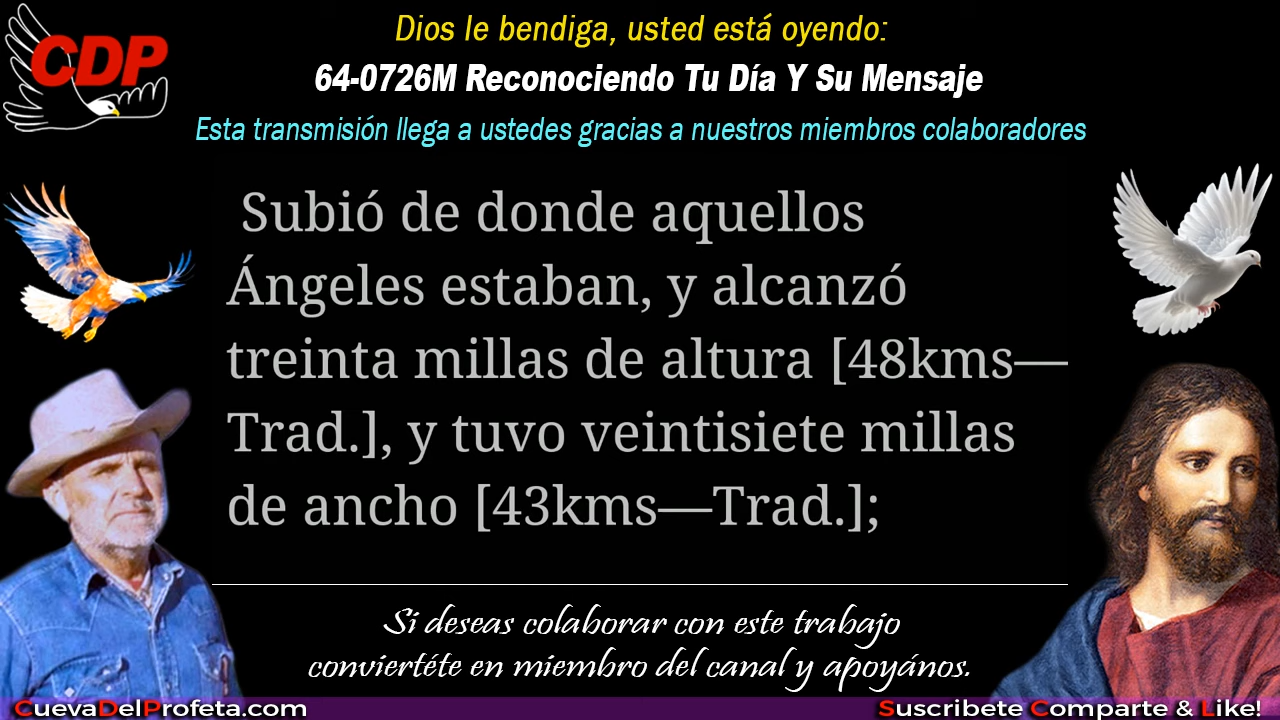 CDP
Dios le bendiga, usted está oyendo:
64-0726M Reconociendo Tu Día Y Su Mensaje
Esta transmisión llega a ustedes gracias a nuestros miembros colaboradores
Subió de donde aquellos
Ángeles estaban, y alcanzó
treinta millas de altura [48kms—
Trad.], y tuvo veintisiete millas
de ancho [43kms—Trad.];
Si deseas colaborar con este trabajo
conviertéte en miembro del canal y apoyános.
CuevaDelProfeta.com
Suscribete Comparte & Like!